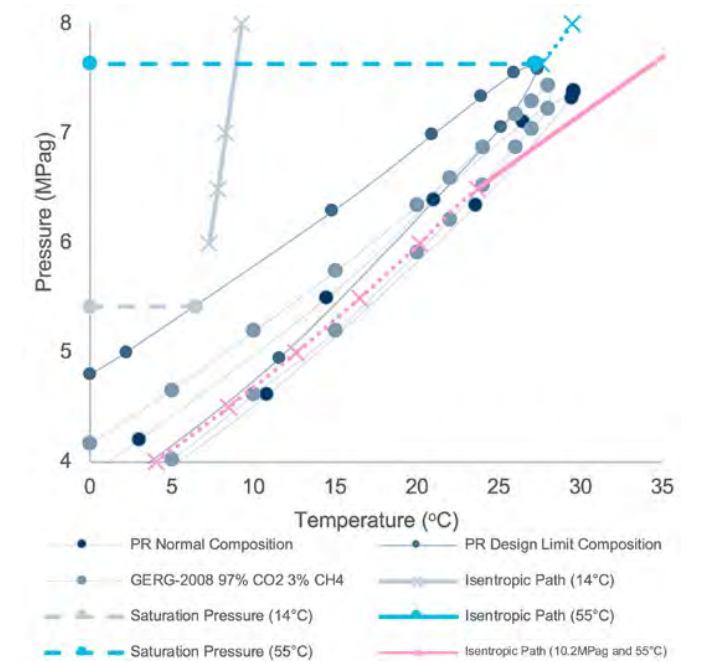 8
7
6
5
4
Pressure (MPag)
0 5 10 15 20 25 30 35
Temperature (ºC)
PR Normal Composition PR Design Limit Composition
GERG-2008 97% CO2 3% CH4 Isentropic Path (14°C)
Saturation Pressure (14°C) Isentropic Path (55°C)
Saturation Pressure (55°C) Isentropic Path (10.2MPag and 55°C)